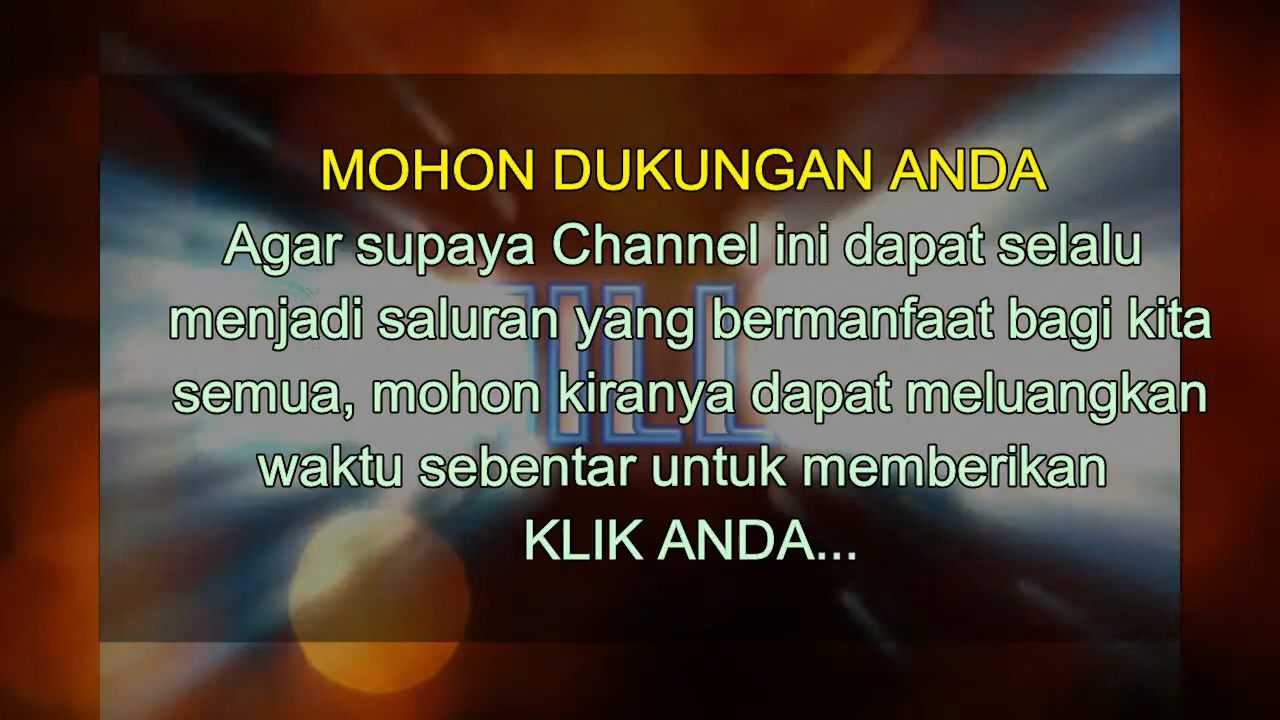 MOHON DUKUNGAN ANDA
Agar supaya Channel ini dapat selalu
menjadi saluran yang bermanfaat bagi kita
semua, mohon kiranya dapat meluangkan
waktu sebentar untuk memberikan
KLIK ANDA...